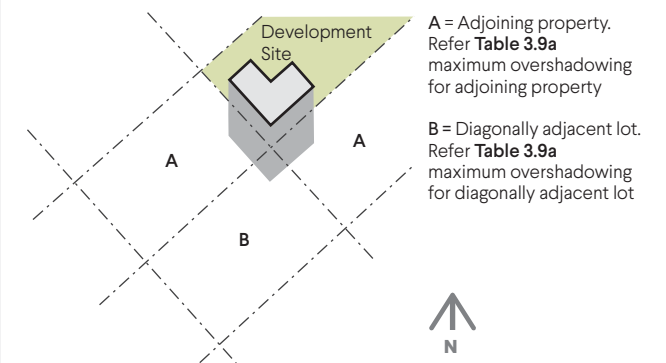 Development
Site
A = Adjoining property.
Refer Table 3.9a
maximum overshadowing
for adjoining property
B = Diagonally adjacent lot.
Refer Table 3.9a
maximum overshadowing
for diagonally adjacent lot
A
A
B
N